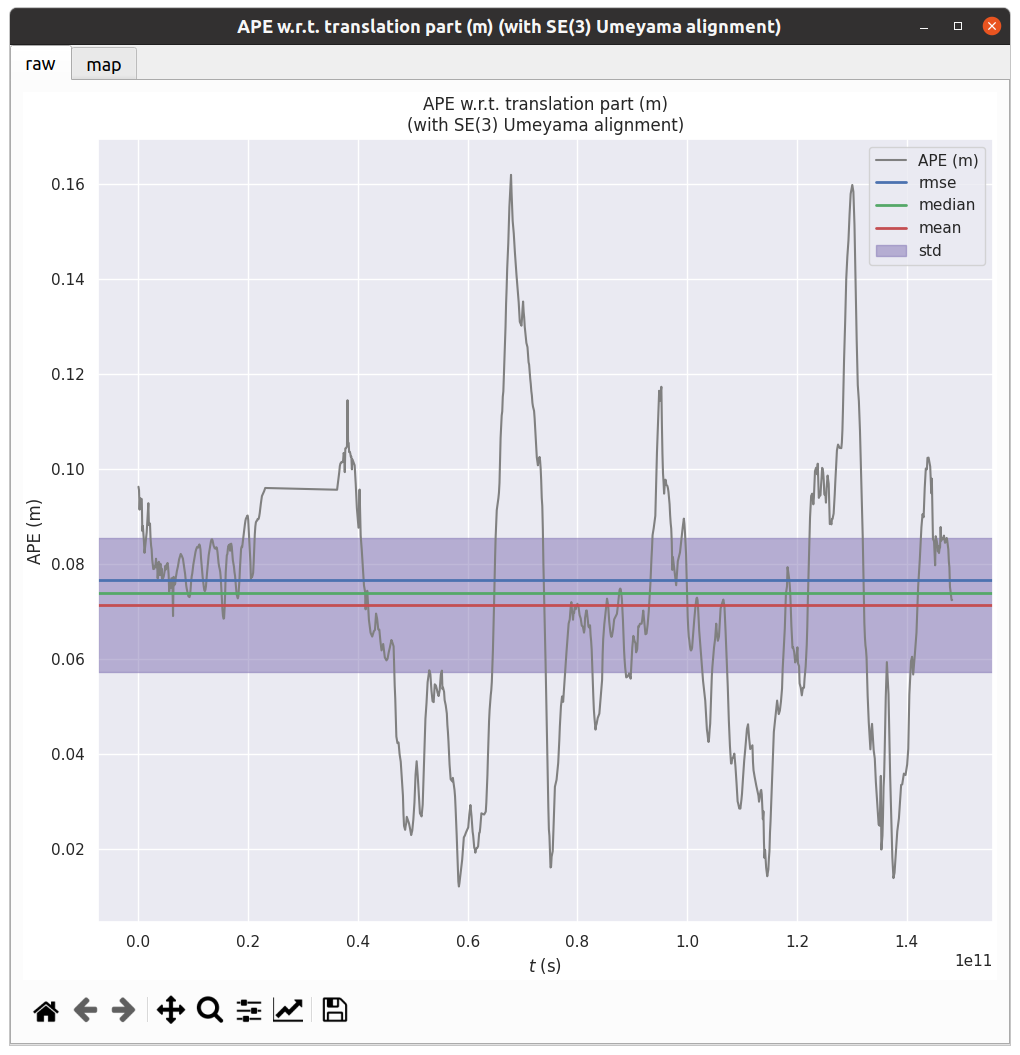 APE w.r.t. translation part (m) (with SE(3) Umeyama alignment)
raw
map
APE w.r.t. translation part (m)
(with SE(3) Umeyama alignment)
APE (m)
rmse
median
mean
std
0.16
0.14
0.12
0.10
0.08
0.06
0.04
0.02
APE (m)
0.0
0.2
0.4
0.6
0.8
1.0
1.2
1.4
1e11
t (s)